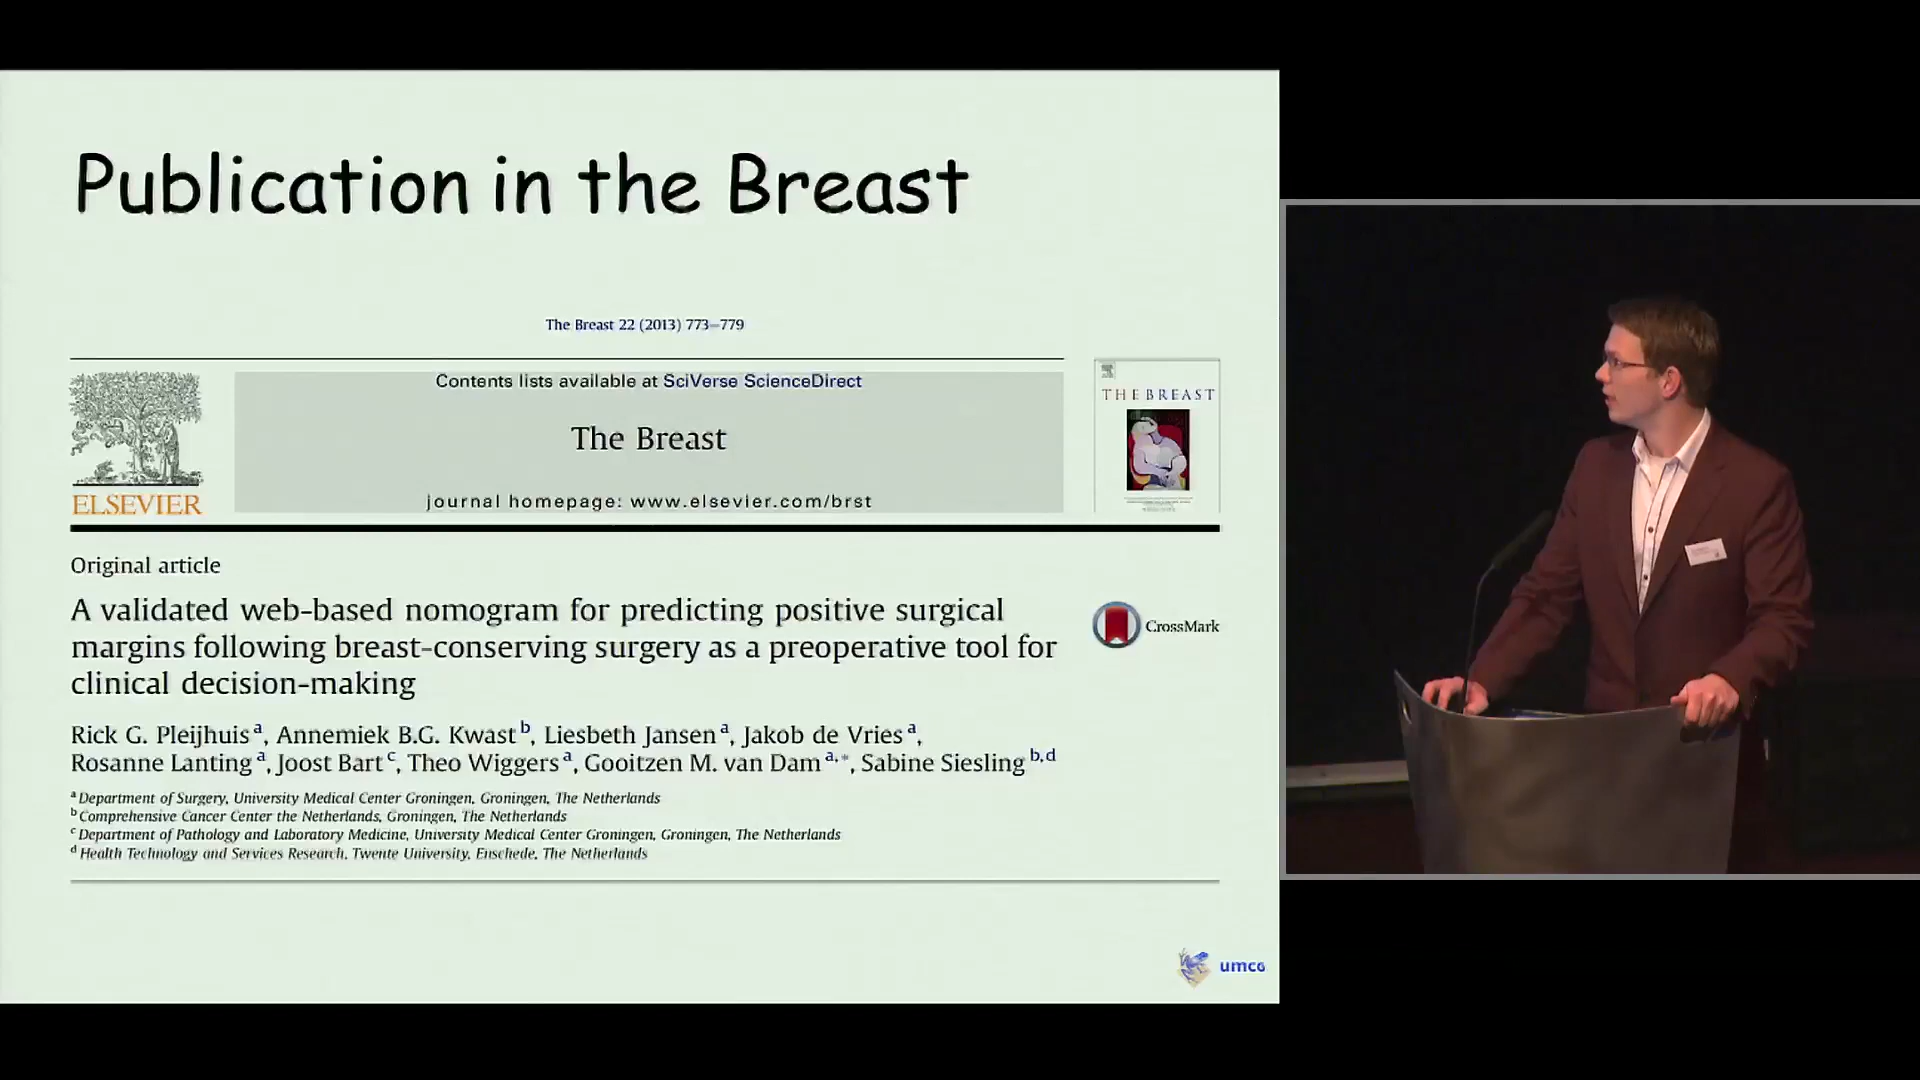 Publication in the Breast
The Breast 22 (2013) 773–779
Contents lists available at SciVerse ScienceDirect
The Breast
journal homepage: www.elsevier.com/brst
ELSEVIER
THE BREAST
Original article
A validated web-based nomogram for predicting positive surgical
margins following breast-conserving surgery as a preoperative tool for
clinical decision-making
CrossMark
Rick G. Pleijhuis a, Annemiek B.G. Kwast b, Liesbeth Jansen a, Jakob de Vries a,
Rosanne Lanting a, Joost Bart c, Theo Wiggers a, Gooitzen M. van Dam a,*, Sabine Siesling b,d
a Department of Surgery, University Medical Center Groningen, Groningen, The Netherlands
b Comprehensive Cancer Center the Netherlands, Groningen, The Netherlands
c Department of Pathology and Laboratory Medicine, University Medical Center Groningen, Groningen, The Netherlands
d Health Technology and Services Research, Twente University, Enschede, The Netherlands
umcg